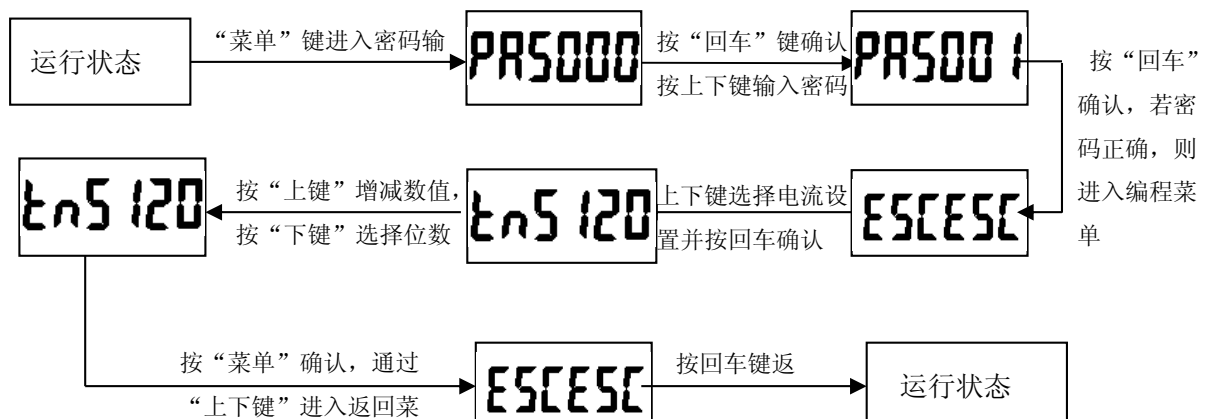 运行状态
“菜单”键进入密码输
PAS000
按“回车”键确认
按上下键输入密码
PAS001
按“回车”
确认，若密
码正确，则
进入编程菜
单
tnS120
按“上键”增减数值，
按“下键”选择位数
tnS120
上下键选择电流设
置并按回车确认
ESCESC
按“菜单”确认，通过
“上下键”进入返回菜
ESCESC
按回车键返
运行状态